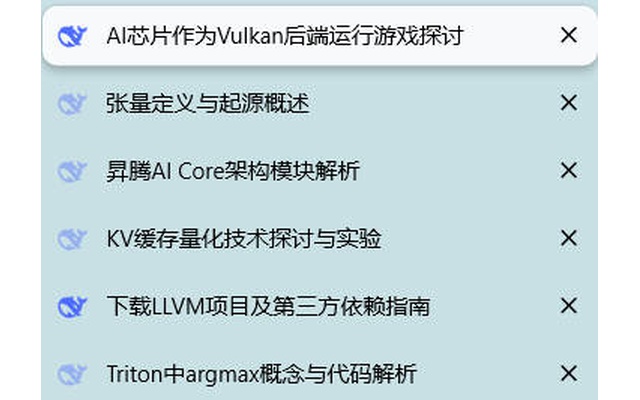 AI芯片作为Vulkan后端运行游戏探讨
张量定义与起源概述
昇腾AI Core架构模块解析
KV缓存量化技术探讨与实验
下载LLVM项目及第三方依赖指南
Triton中argmax概念与代码解析